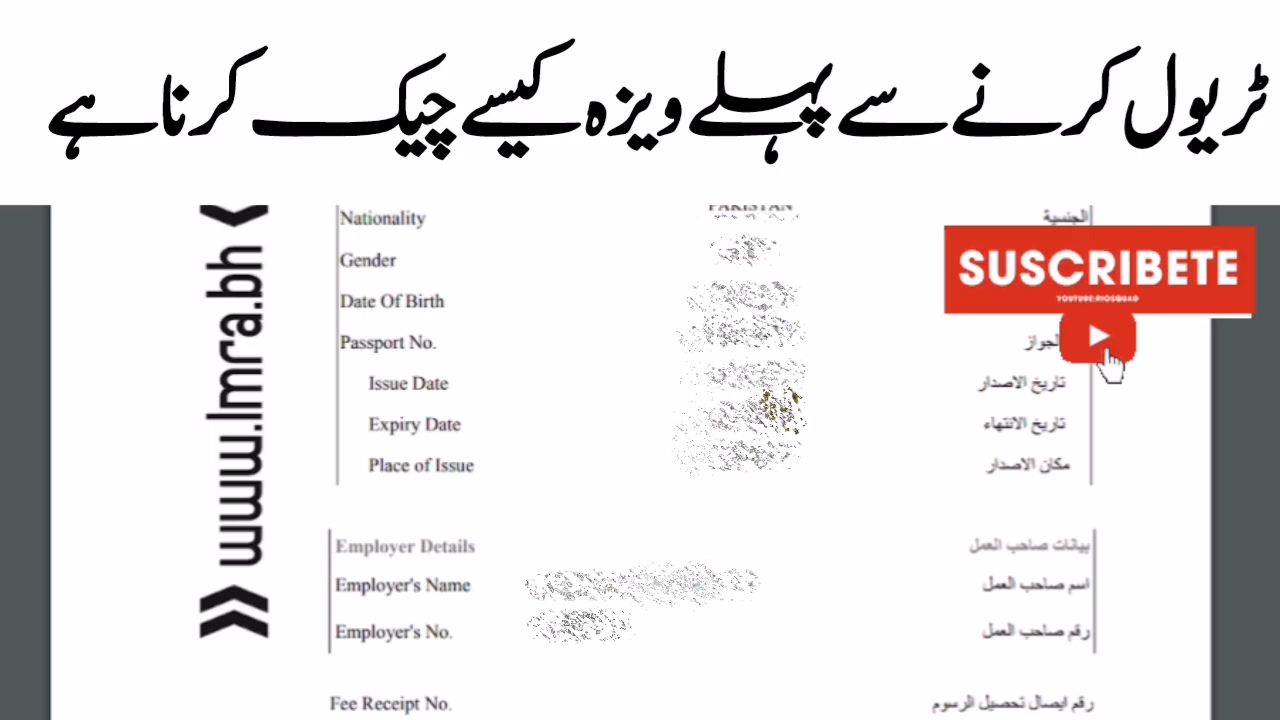 ٹریول کرنے سے پہلے ویزہ کیسے چیک کرنا ہے
www.lmra.bh
Nationality PAKISTAN الجنسية
Gender
SUSCRIBETE
YOUTUBE:RIOSQUAD
Date Of Birth
Passport No. الجواز
Issue Date تاريخ الاصدار
Expiry Date تاريخ الانتهاء
Place of Issue مكان الاصدار
Employer Details بيانات صاحب العمل
Employer's Name اسم صاحب العمل
Employer's No. رقم صاحب العمل
Fee Receipt No. رقم ايصال تحصيل الرسوم